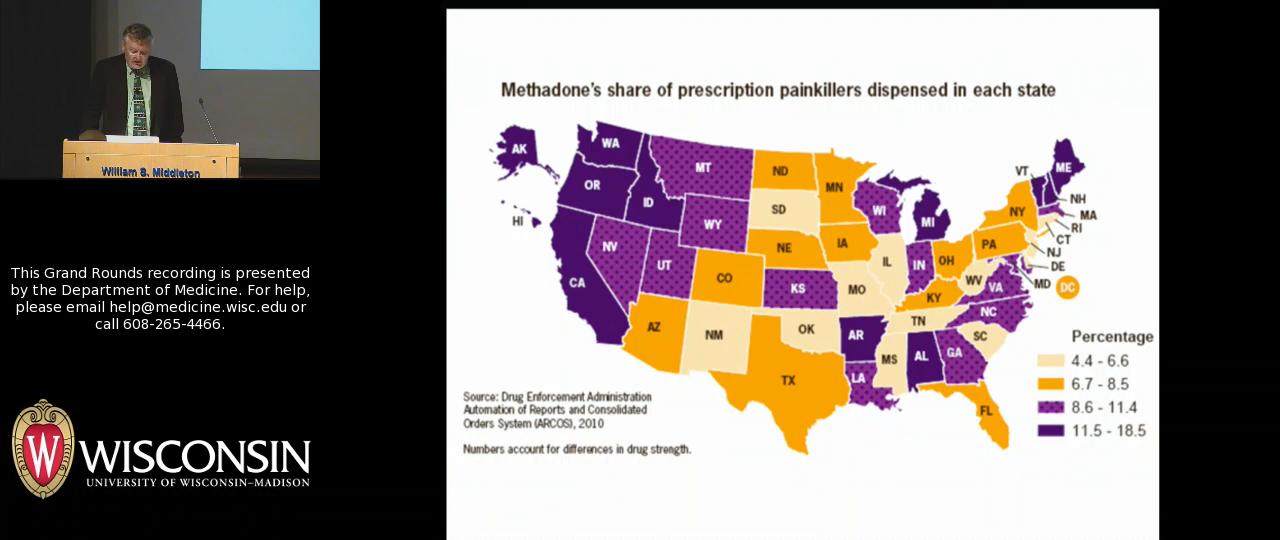 William S. Middleton
This Grand Rounds recording is presented
by the Department of Medicine. For help,
please email help@medicine.wisc.edu or
call 608-265-4466.
W
WISCONSIN
UNIVERSITY OF WISCONSIN–MADISON
Methadone's share of prescription painkillers dispensed in each state
AK
WA
MT
ND
MN
VT
ME
OR
ID
SD
WI
MI
NY
NH
MA
HI
WY
RI
CT
NV
UT
NE
IA
PA
NJ
CA
CO
KS
MO
IL
IN
OH
WV
VA
DE
MD
DC
KY
AZ
NM
OK
AR
TN
NC
SC
TX
LA
MS
AL
GA
FL
Percentage
4.4 - 6.6
6.7 - 8.5
8.6 - 11.4
11.5 - 18.5
Source: Drug Enforcement Administration
Automation of Reports and Consolidated
Orders System (ARCOS), 2010
Numbers account for differences in drug strength.